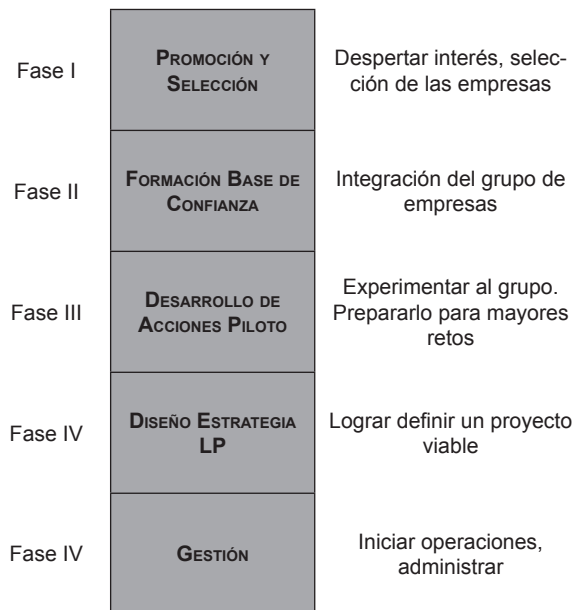 Fase I
Promoción y
Selección
Despertar interés, selec-
ción de las empresas
Fase II
Formación Base de
Confianza
Integración del grupo de
empresas
Fase III
Desarrollo de
Acciones Piloto
Experimentar al grupo.
Prepararlo para mayores
retos
Fase IV
Diseño Estrategia
LP
Lograr definir un proyecto
viable
Fase IV
Gestión
Iniciar operaciones,
administrar